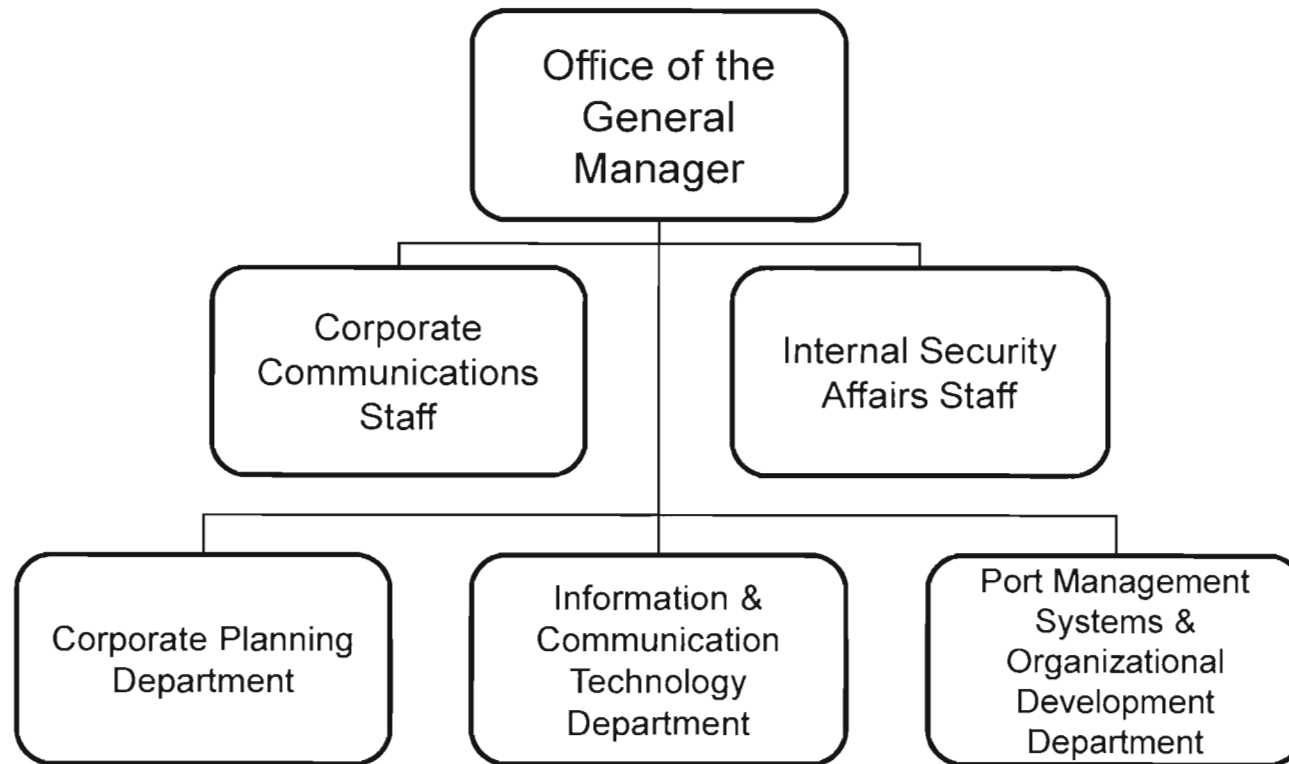 Office of the
General
Manager
Corporate
Communications
Staff
Internal Security
Affairs Staff
Corporate Planning
Department
Information &
Communication
Technology
Department
Port Management
Systems &
Organizational
Development
Department